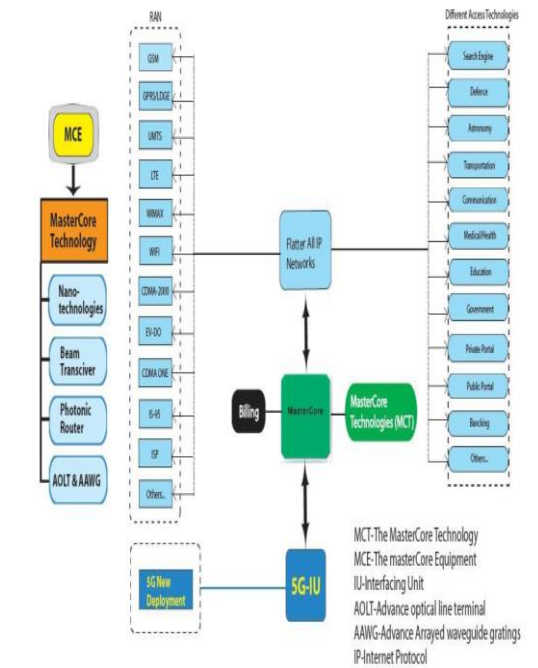 RAN
Different Access Technologies
GSM
GPRS/LDGE
UMTS
LTE
WIMAX
WIFI
CDMA-2000
EV-DO
CDMA ONE
IS-95
ISP
Others...
MCE
MasterCore
Technology
Nano-
technologies
Beam
Transciver
Photonic
Router
AOLT & AAWG
Flatter All IP
Networks
Billing
MasterCore
MasterCore
Technologies (MCT)
5G New
Deployment
5G-IU
Search Engine
Defence
Astronomy
Transportation
Communication
Medical/Health
Education
Government
Private Portal
Public Portal
Banching
Others...
MCT-The MasterCore Technology
MCE-The masterCore Equipment
IU-Interfacing Unit
AOLT-Advance optical line terminal
AAWG-Advance Arrayed waveguide gratings
IP-Internet Protocol